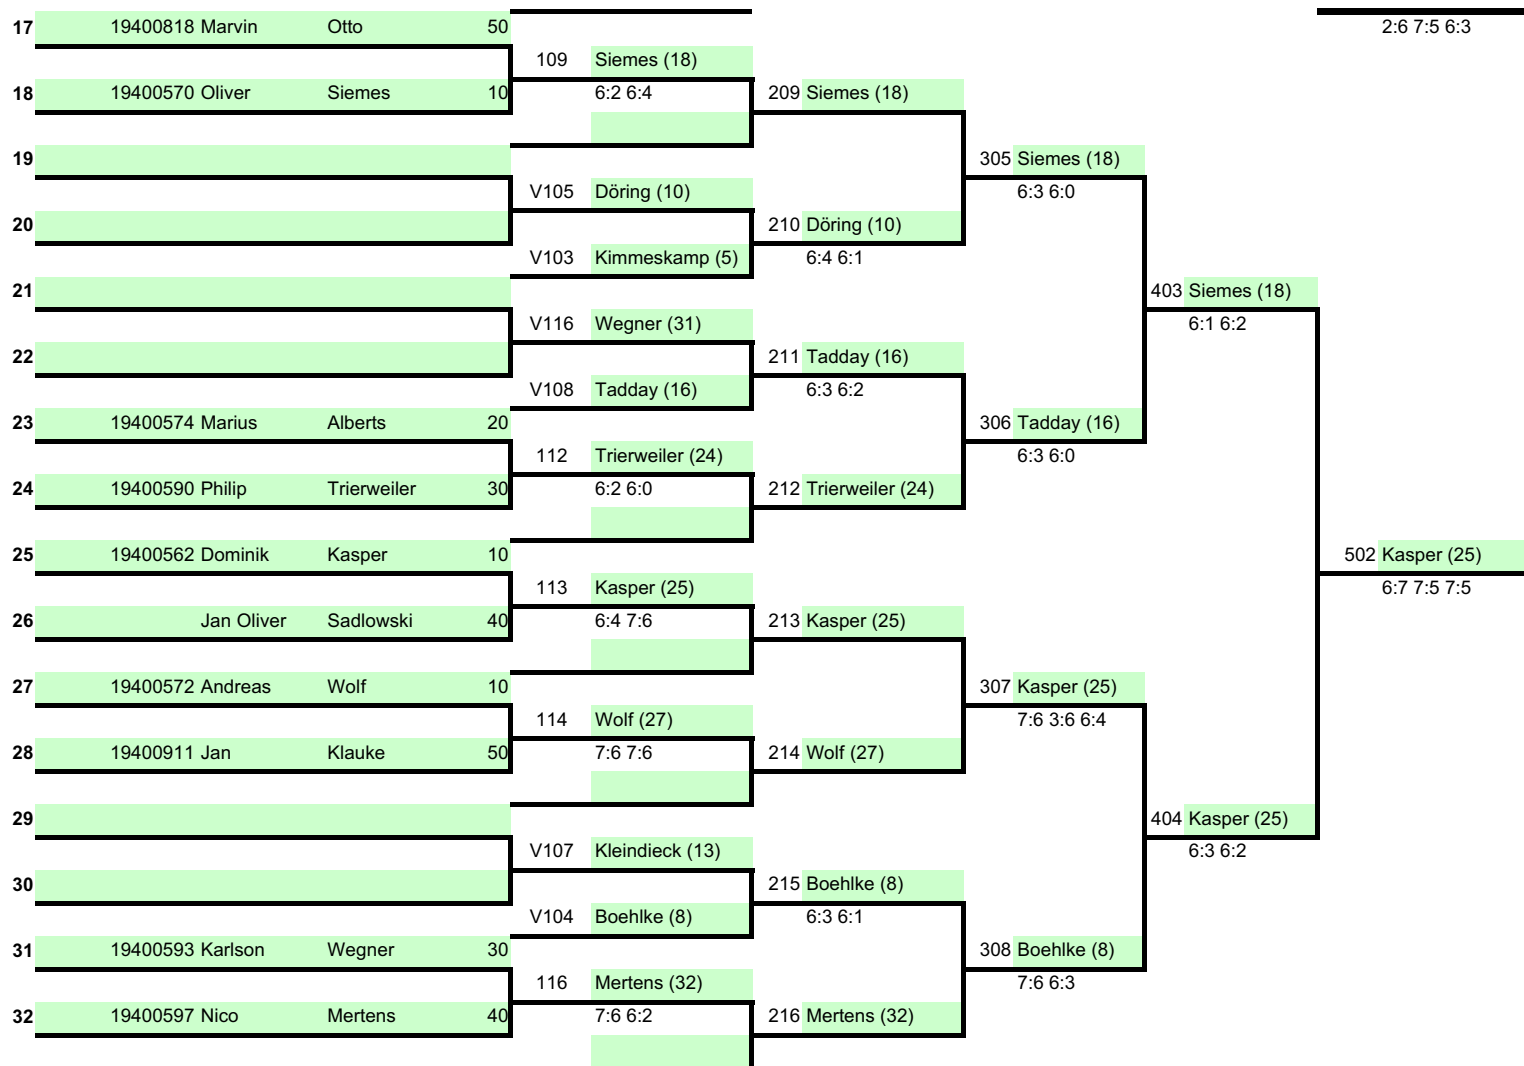 17 19400818 Marvin Otto 50 2:6 7:5 6:3
109 Siemes (18)
18 19400570 Oliver Siemes 10 6:2 6:4 209 Siemes (18)
19 305 Siemes (18)
V105 Döring (10) 6:3 6:0
20 210 Döring (10)
V103 Kimmeskamp (5) 6:4 6:1
21 403 Siemes (18)
V116 Wegner (31) 6:1 6:2
22 211 Tadday (16)
V108 Tadday (16) 6:3 6:2
23 19400574 Marius Alberts 20 306 Tadday (16)
112 Trierweiler (24) 6:3 6:0
24 19400590 Philip Trierweiler 30 6:2 6:0 212 Trierweiler (24)
25 19400562 Dominik Kasper 10 502 Kasper (25)
113 Kasper (25) 6:7 7:5 7:5
26 Jan Oliver Sadlowski 40 6:4 7:6 213 Kasper (25)
27 19400572 Andreas Wolf 10 307 Kasper (25)
114 Wolf (27) 7:6 3:6 6:4
28 19400911 Jan Klauke 50 7:6 7:6 214 Wolf (27)
29 404 Kasper (25)
V107 Kleindieck (13) 6:3 6:2
30 215 Boehlke (8)
V104 Boehlke (8) 6:3 6:1
31 19400593 Karlson Wegner 30 308 Boehlke (8)
116 Mertens (32) 7:6 6:3
32 19400597 Nico Mertens 40 7:6 6:2 216 Mertens (32)